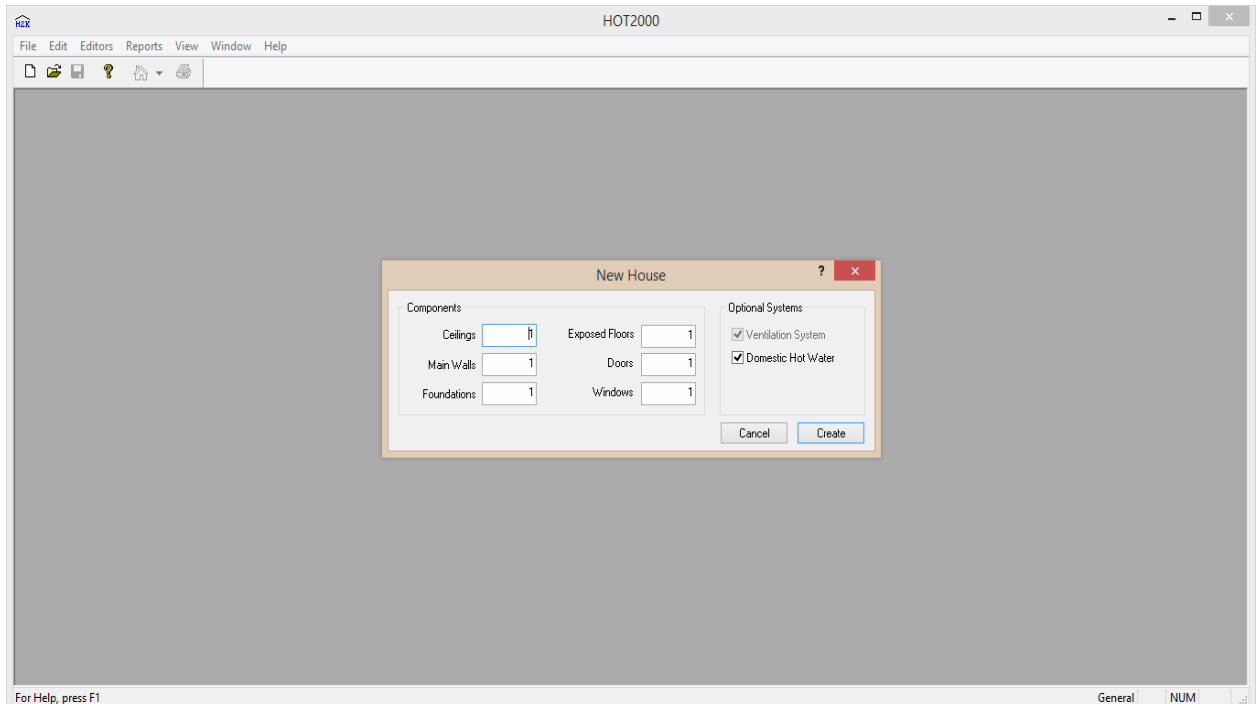 H2K
HOT2000
File Edit Editors Reports View Window Help
New House
Components
Ceilings 1 Exposed Floors 1
Main Walls 1 Doors 1
Foundations 1 Windows 1
Optional Systems
Ventilation System
Domestic Hot Water
Cancel Create
For Help, press F1 General NUM